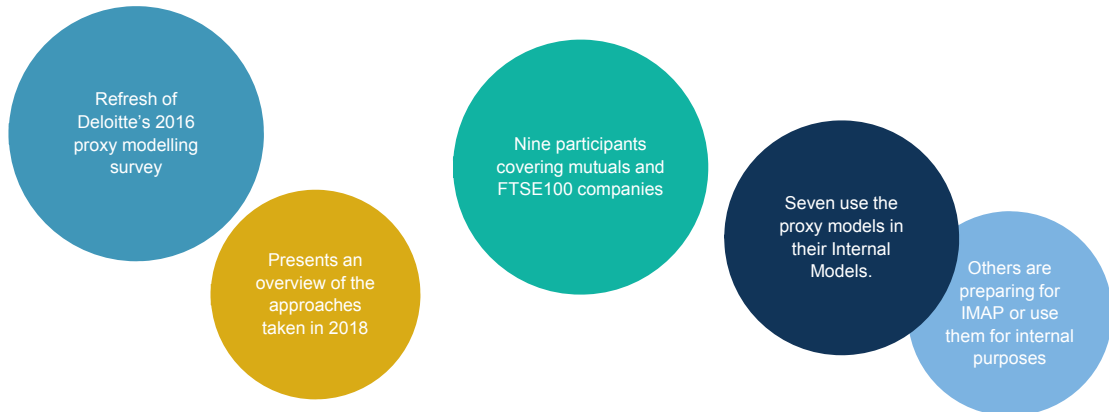 Refresh of
Deloitte's 2016
proxy modelling
survey
Presents an
overview of the
approaches
taken in 2018
Nine participants
covering mutuals and
FTSE100 companies
Seven use the
proxy models in
their Internal
Models.
Others are
preparing for
IMAP or use
them for internal
purposes